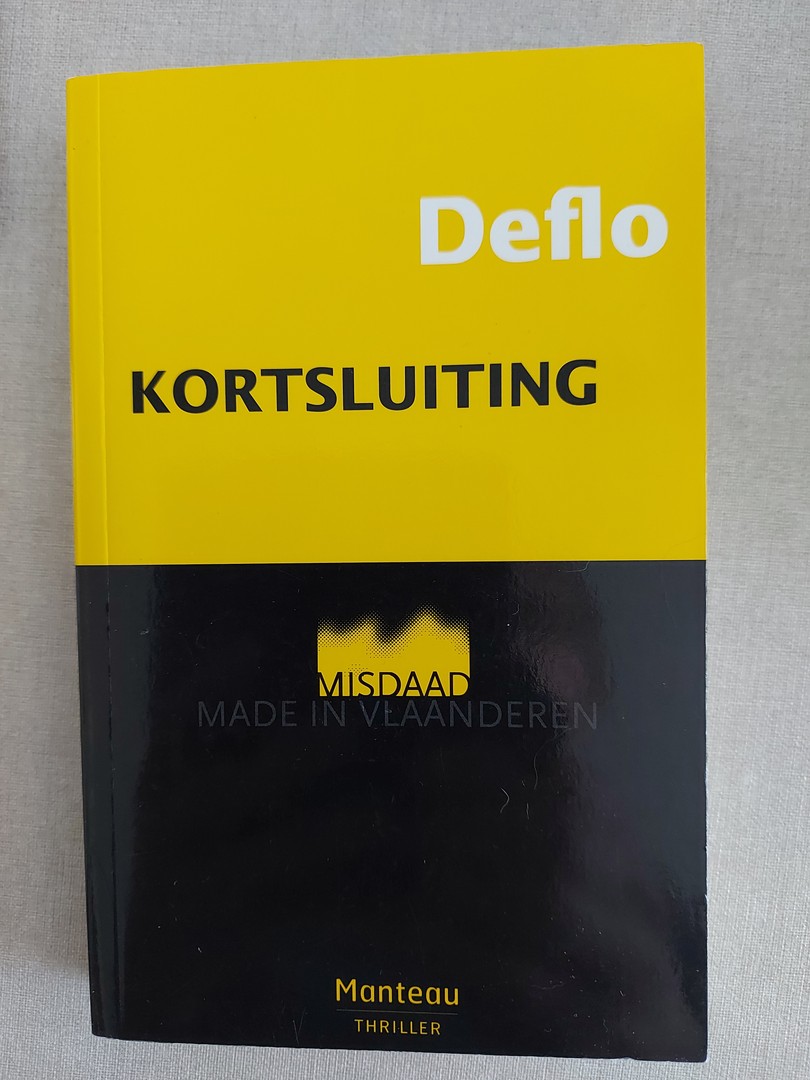 Deflo
KORTSLUITING
MISDAAD
MADE IN VLAANDEREN
Manteau
THRILLER